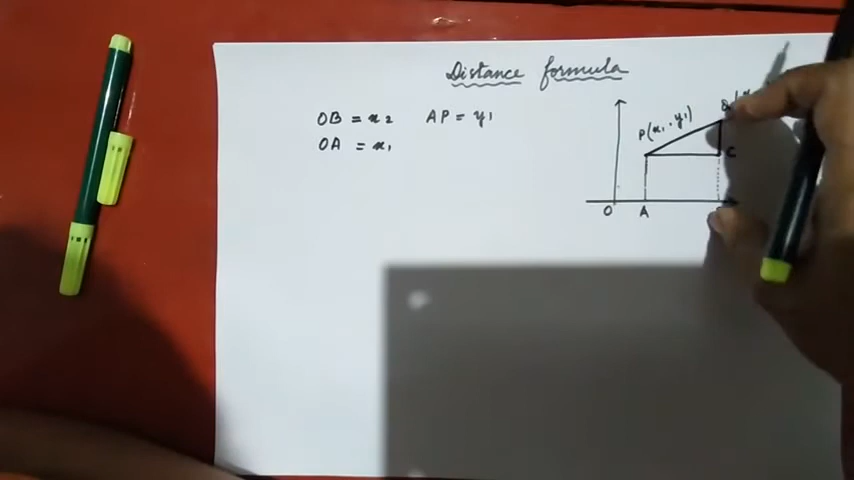 Distance formula
OB = x₂ AP = y₁
OA = x₁
P(x₁, y₁)
Q
C
O A